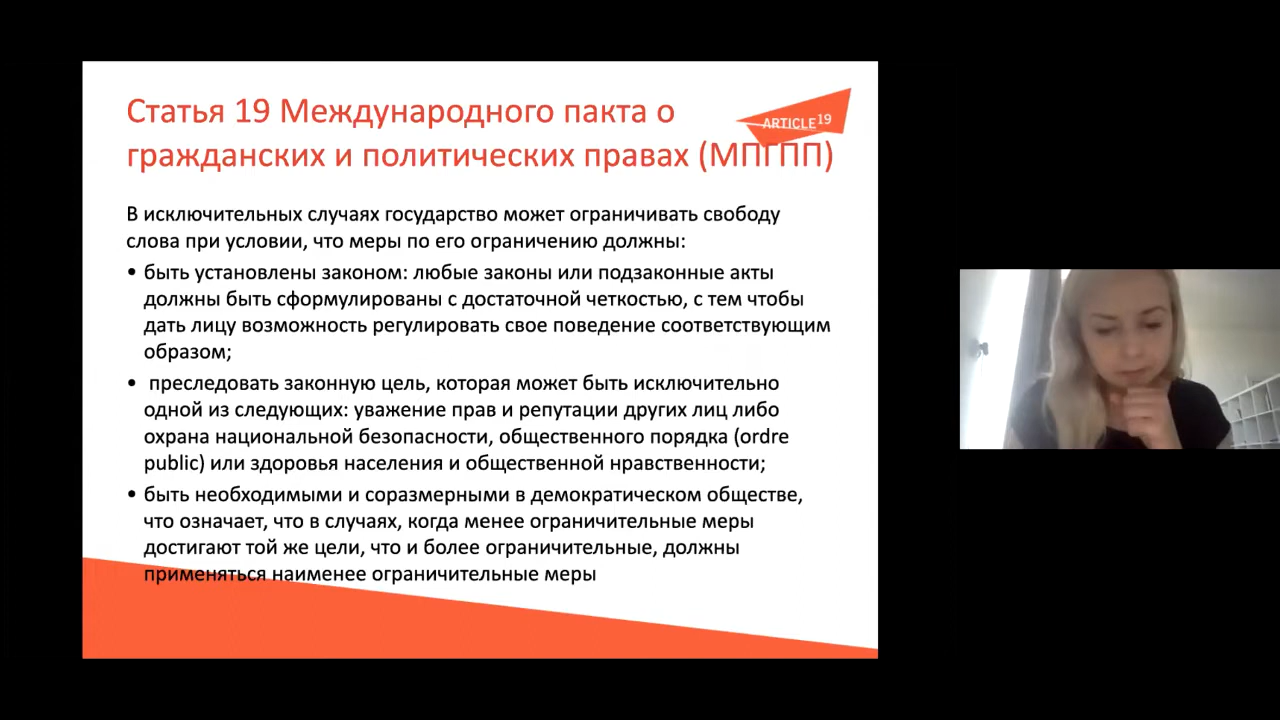 Статья 19 Международного пакта о
гражданских и политических правах (МПГПП)
ARTICLE 19
В исключительных случаях государство может ограничивать свободу
слова при условии, что меры по его ограничению должны:
• быть установлены законом: любые законы или подзаконные акты
должны быть сформулированы с достаточной четкостью, с тем чтобы
дать лицу возможность регулировать свое поведение соответствующим
образом;
• преследовать законную цель, которая может быть исключительно
одной из следующих: уважение прав и репутации других лиц либо
охрана национальной безопасности, общественного порядка (ordre
public) или здоровья населения и общественной нравственности;
• быть необходимыми и соразмерными в демократическом обществе,
что означает, что в случаях, когда менее ограничительные меры
достигают той же цели, что и более ограничительные, должны
применяться наименее ограничительные меры